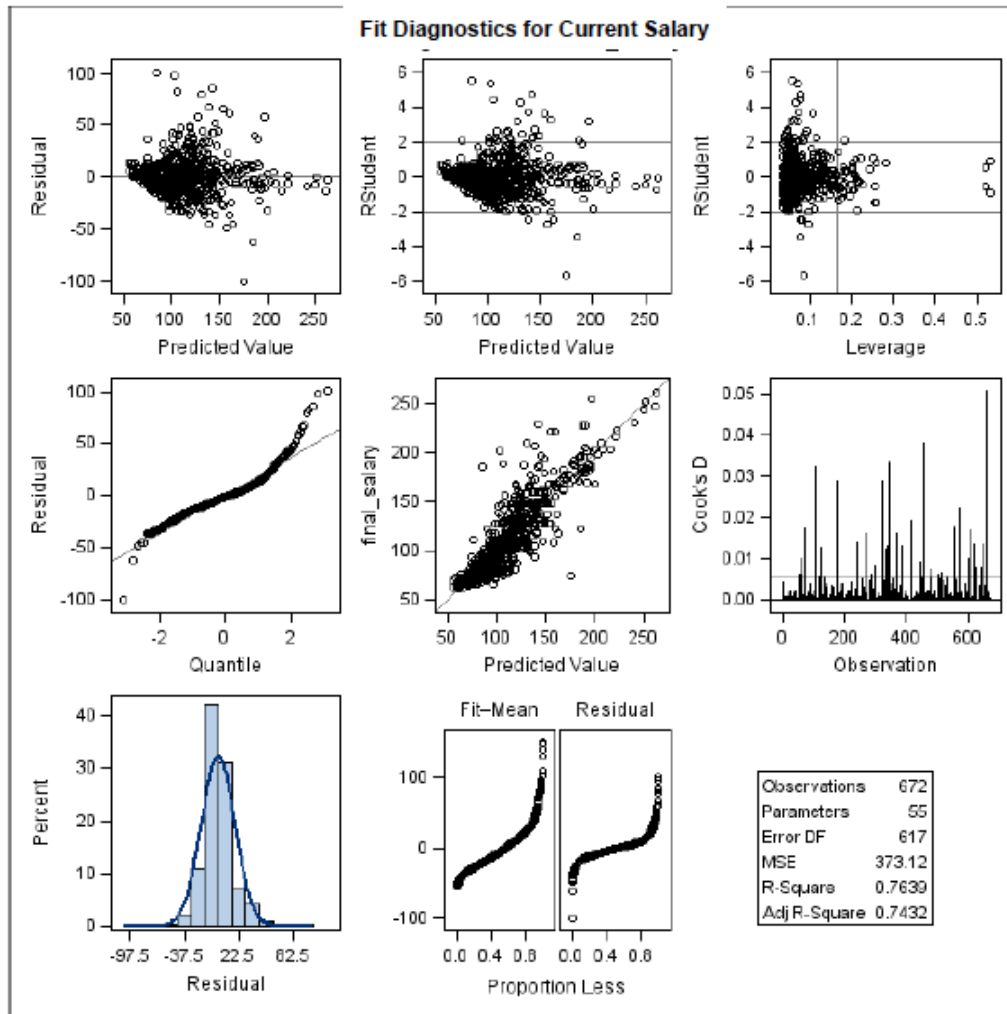 Fit Diagnostics for Current Salary
Residual
100
50
0
-50
-100
50 100 150 200 250
Predicted Value
RStudent
6
4
2
0
-2
-4
-6
50 100 150 200 250
Predicted Value
RStudent
6
4
2
0
-2
-4
-6
0.1 0.2 0.3 0.4 0.5
Leverage
Residual
100
50
0
-50
-100
-2 0 2
Quantile
final_salary
250
200
150
100
50
50 100 150 200 250
Predicted Value
Cook's D
0.05
0.04
0.03
0.02
0.01
0.00
0 200 400 600
Observation
Percent
40
30
20
10
0
-97.5 -37.5 22.5 82.5
Residual
Fit–Mean Residual
100
0
-100
0.0 0.4 0.8 0.0 0.4 0.8
Proportion Less
Observations 672
Parameters 55
Error DF 617
MSE 373.12
R-Square 0.7639
Adj R-Square 0.7432